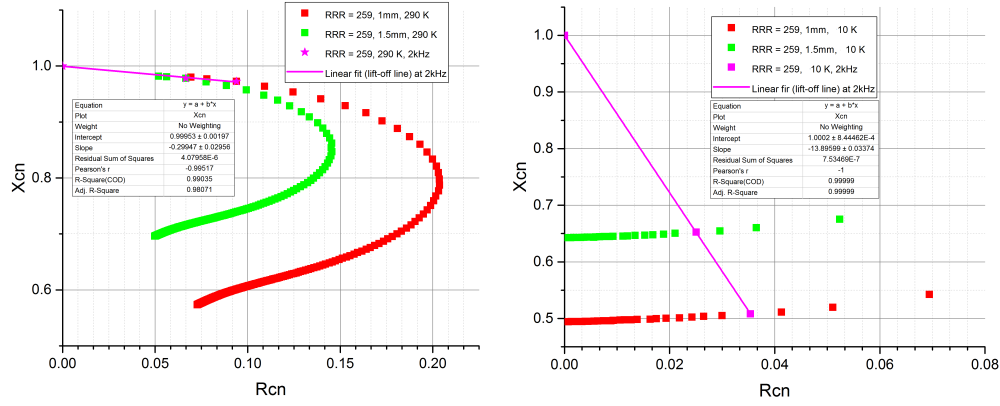 RRR = 259, 1mm, 290 K
RRR = 259, 1.5mm, 290 K
RRR = 259, 290 K, 2kHz
Linear fit (lift-off line) at 2kHz
1.0
0.8
0.6
Xcn
Equation y = a + b*x
Plot Xcn
Weight No Weighting
Intercept 0.99953 ± 0.00197
Slope -0.29947 ± 0.02956
Residual Sum of Squares 4.07958E-6
Pearson's r -0.99517
R-Square(COD) 0.99035
Adj. R-Square 0.98071
0.00 0.05 0.10 0.15 0.20
Rcn
RRR = 259, 1mm, 10 K
RRR = 259, 1.5mm, 10 K
RRR = 259, 10 K, 2kHz
Linear fir (lift-off line) at 2kHz
1.0
0.9
0.8
0.7
0.6
0.5
Xcn
Equation y = a + b*x
Plot Xcn
Weight No Weighting
Intercept 1.0002 ± 8.44462E-4
Slope -13.89599 ± 0.03374
Residual Sum of Squares 7.53469E-7
Pearson's r -1
R-Square(COD) 0.99999
Adj. R-Square 0.99999
0.00 0.02 0.04 0.06 0.08
Rcn